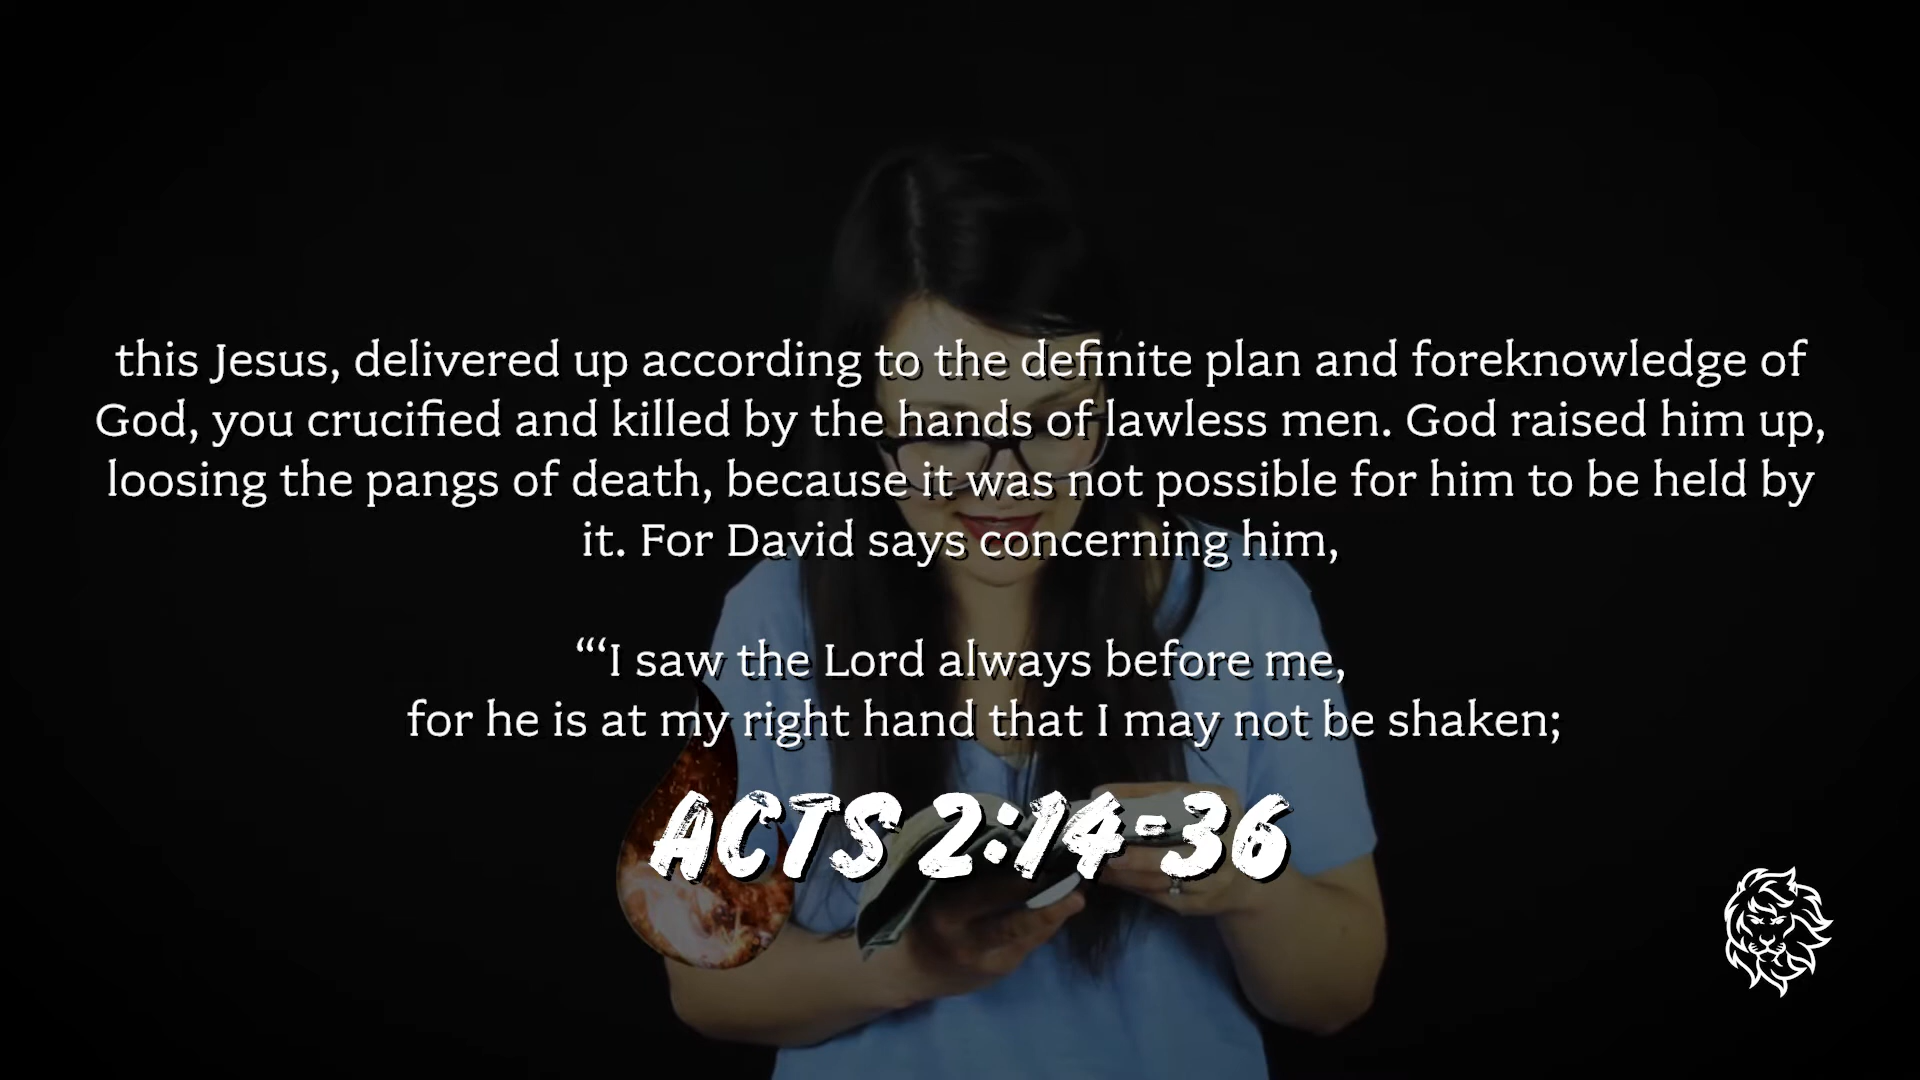 this Jesus, delivered up according to the definite plan and foreknowledge of
God, you crucified and killed by the hands of lawless men. God raised him up,
loosing the pangs of death, because it was not possible for him to be held by
it. For David says concerning him,
“‘I saw the Lord always before me,
for he is at my right hand that I may not be shaken;
ACTS 2:14-36